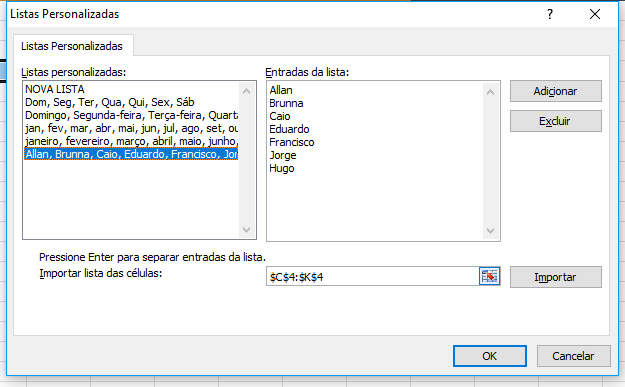 Listas Personalizadas
Listas Personalizadas
Listas personalizadas:
NOVA LISTA
Dom, Seg, Ter, Qua, Qui, Sex, Sáb
Domingo, Segunda-feira, Terça-feira, Quarta
jan, fev, mar, abr, mai, jun, jul, ago, set, ou
janeiro, fevereiro, março, abril, maio, junho,
Allan, Brunna, Caio, Eduardo, Francisco, Jor
Entradas da lista:
Allan
Brunna
Caio
Eduardo
Francisco
Jorge
Hugo
Adicionar
Excluir
Pressione Enter para separar entradas da lista.
Importar lista das células:
$C$4:$K$4
Importar
OK
Cancelar